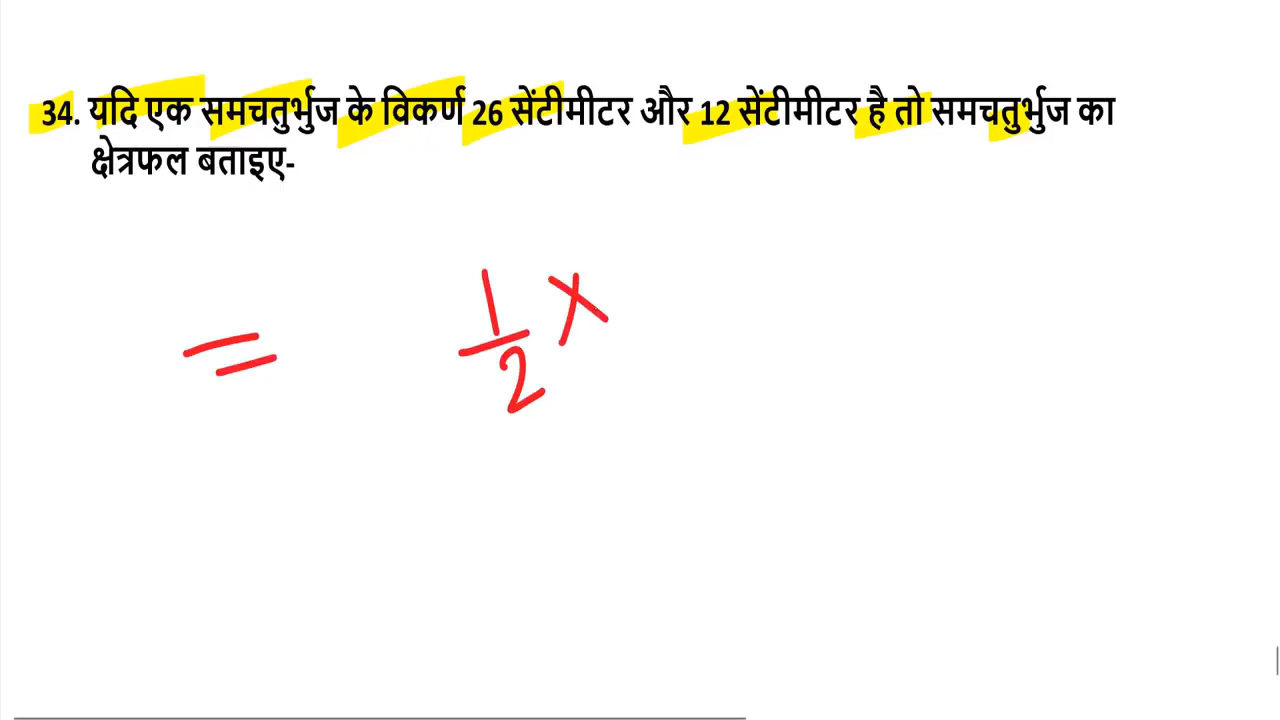 34. यदि एक समचतुर्भुज के विकर्ण 26 सेंटीमीटर और 12 सेंटीमीटर है तो समचतुर्भुज का
क्षेत्रफल बताइए-
= 1/2 ×